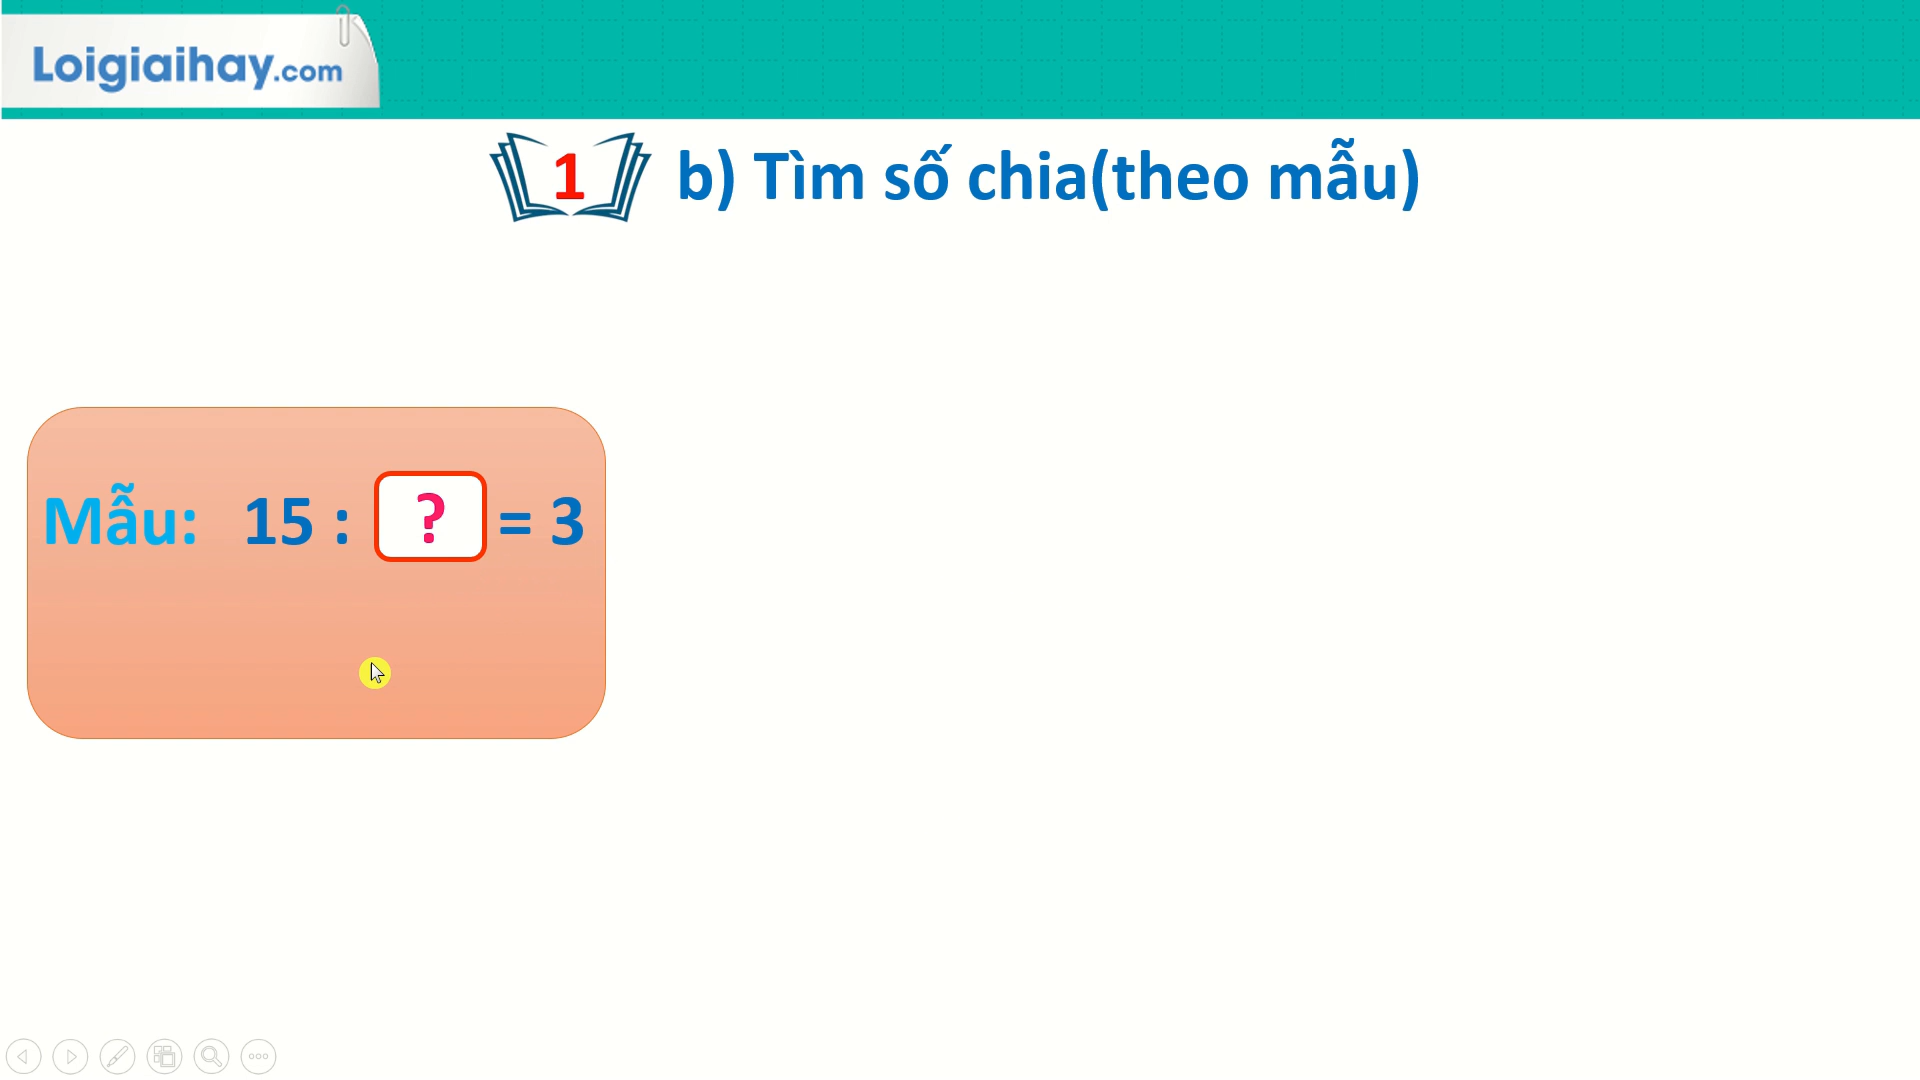 Loigiaihay.com
1 b) Tìm số chia(theo mẫu)
Mẫu: 15 : ? = 3